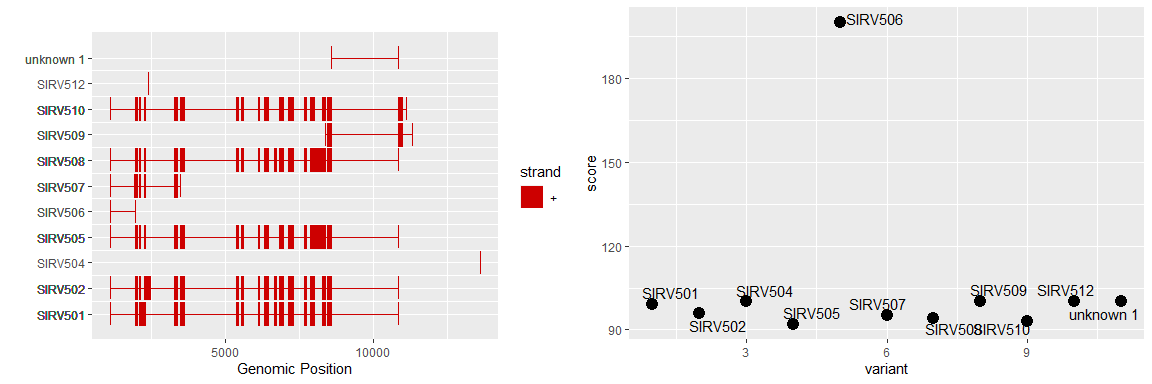 unknown 1
SIRV512
SIRV510
SIRV509
SIRV508
SIRV507
SIRV506
SIRV505
SIRV504
SIRV502
SIRV501
5000 10000
Genomic Position
strand
+
score
180
150
120
90
SIRV506
SIRV501
SIRV504
SIRV509
SIRV512
SIRV507
SIRV505
unknown 1
SIRV502
SIRV508
SIRV510
3 6 9
variant